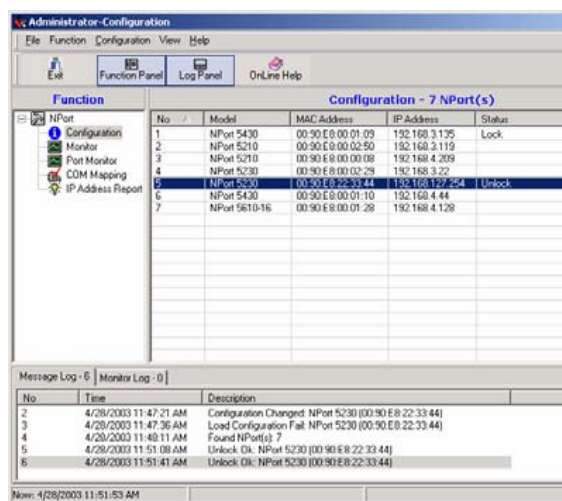 Administrator-Configuration
File Function Configuration View Help
Exit Function Panel Log Panel OnLine Help
Function
Configuration - 7 NPort(s)
NPort
Configuration
Monitor
Port Monitor
COM Mapping
IP Address Report
No / Model MAC Address IP Address Status
1 NPort 5430 00:90:E8:00:01:09 192.168.3.135 Lock
2 NPort 5210 00:90:E8:00:02:50 192.168.3.119
3 NPort 5210 00:90:E8:00:00:08 192.168.4.209
4 NPort 5230 00:90:E8:00:02:29 192.168.3.22
5 NPort 5230 00:90:E8:22:33:44 192.168.127.254 Unlock
6 NPort 5430 00:90:E8:00:01:10 192.168.4.44
7 NPort 5610-16 00:90:E8:00:01:28 192.168.4.128
Message Log - 6 Monitor Log - 0
No Time Description
2 4/28/2003 11:47:21 AM Configuration Changed: NPort 5230 (00:90:E8:22:33:44)
3 4/28/2003 11:47:36 AM Load Configuration Fail: NPort 5230 (00:90:E8:22:33:44)
4 4/28/2003 11:48:11 AM Found NPort(s): 7
5 4/28/2003 11:51:08 AM Unlock Ok: NPort 5230 (00:90:E8:22:33:44)
6 4/28/2003 11:51:41 AM Unlock Ok: NPort 5230 (00:90:E8:22:33:44)
Now: 4/28/2003 11:51:53 AM